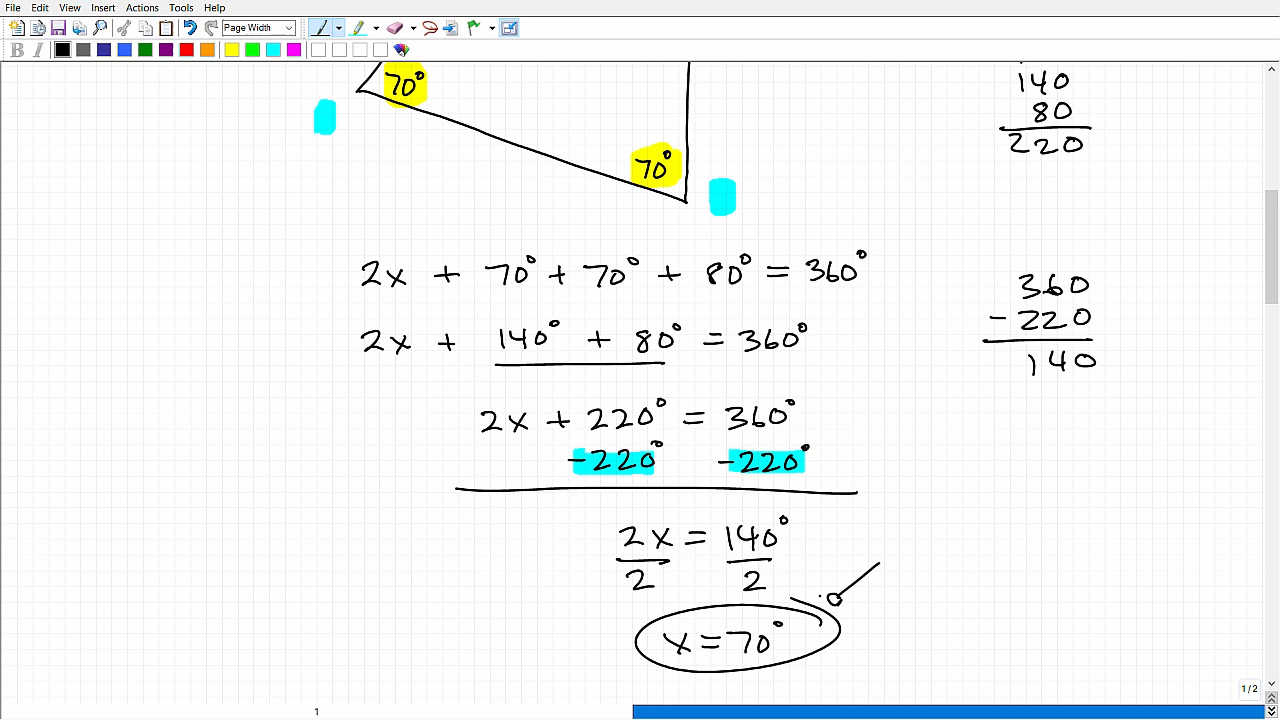 File Edit View Insert Actions Tools Help
Page Width
B I
70°
70°
140
80
220
2x + 70° + 70° + 80° = 360°
2x + 140° + 80° = 360°
2x + 220° = 360°
-220° -220°
2x = 140°
2 2
x = 70°
360
- 220
140
1/2
1